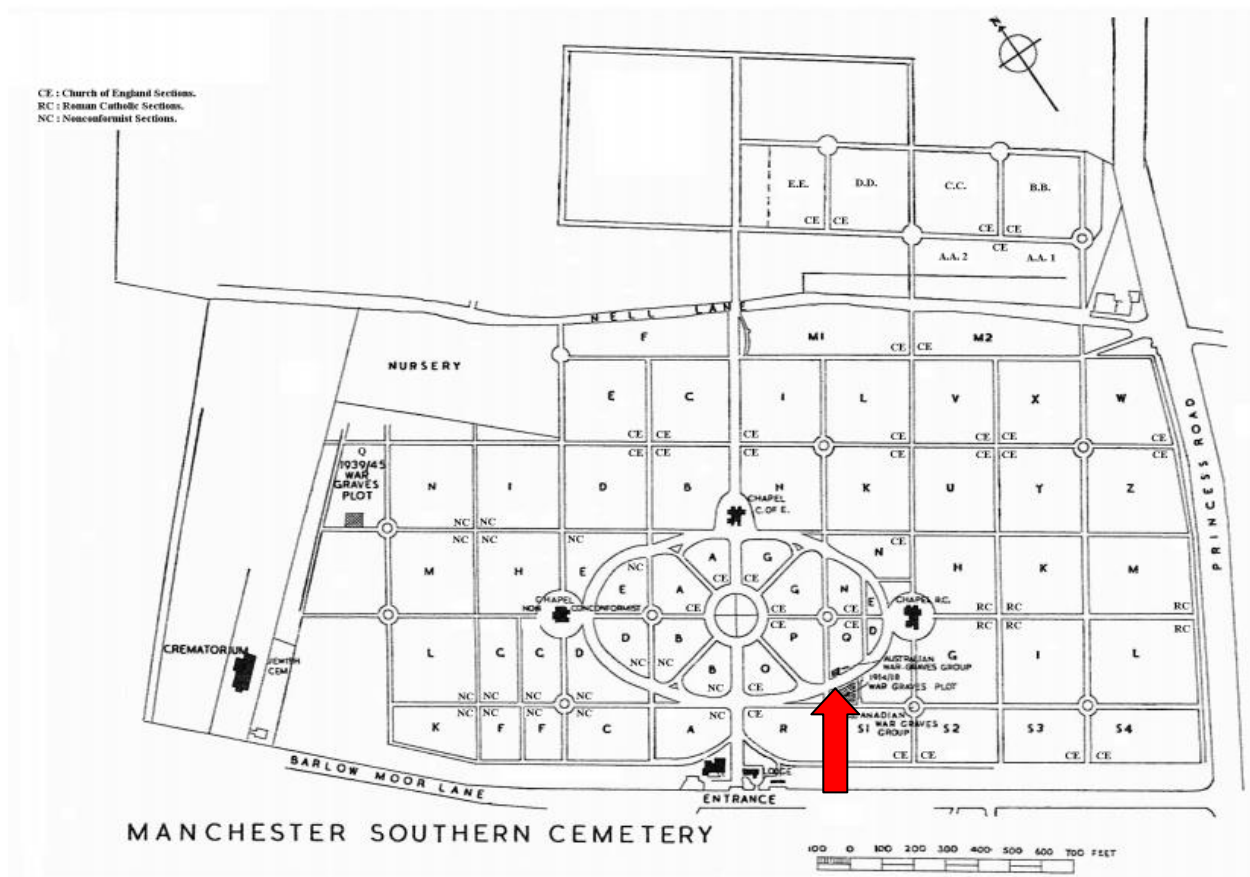 N
CE : Church of England Sections.
RC : Roman Catholic Sections.
NC : Nonconformist Sections.
E.E.
D.D.
C.C.
B.B.
CE CE
CE CE
CE
A.A. 2
A.A. 1
NELL LANE
F
M1
CE CE
M2
NURSERY
E
C
I
L
V
X
W
CE CE
CE
CE
CE CE
CE
CE CE
CE
CE
CE CE
CE
PRINCESS ROAD
Q
1939/45
WAR
GRAVES
PLOT
N
I
D
B
H
K
U
Y
Z
CHAPEL
C. OF E.
NC NC
NC NC
NC
NC
CE
M
H
E
E
A
A
G
G
N
N
H
K
M
CE CE
CE
CE
CE
E
CHAPEL
NON CONFORMIST
CHAPEL R.C.
RC RC
RC
RC RC
RC
CREMATORIUM
JEWISH
CEM
L
G
C
D
D
B
B
O
P
Q
D
G
I
L
CE
CE
NC NC
NC
CE
AUSTRALIAN
WAR GRAVES GROUP
1914/18
WAR GRAVES PLOT
CANADIAN
WAR GRAVES
GROUP
NC NC NC NC
NC NC NC NC
NC CE
K
F
F
C
A
R
S1
S2
S3
S4
CE CE
CE CE
LODGE
BARLOW MOOR LANE
ENTRANCE
MANCHESTER SOUTHERN CEMETERY
100 0 100 200 300 400 500 600 700 FEET